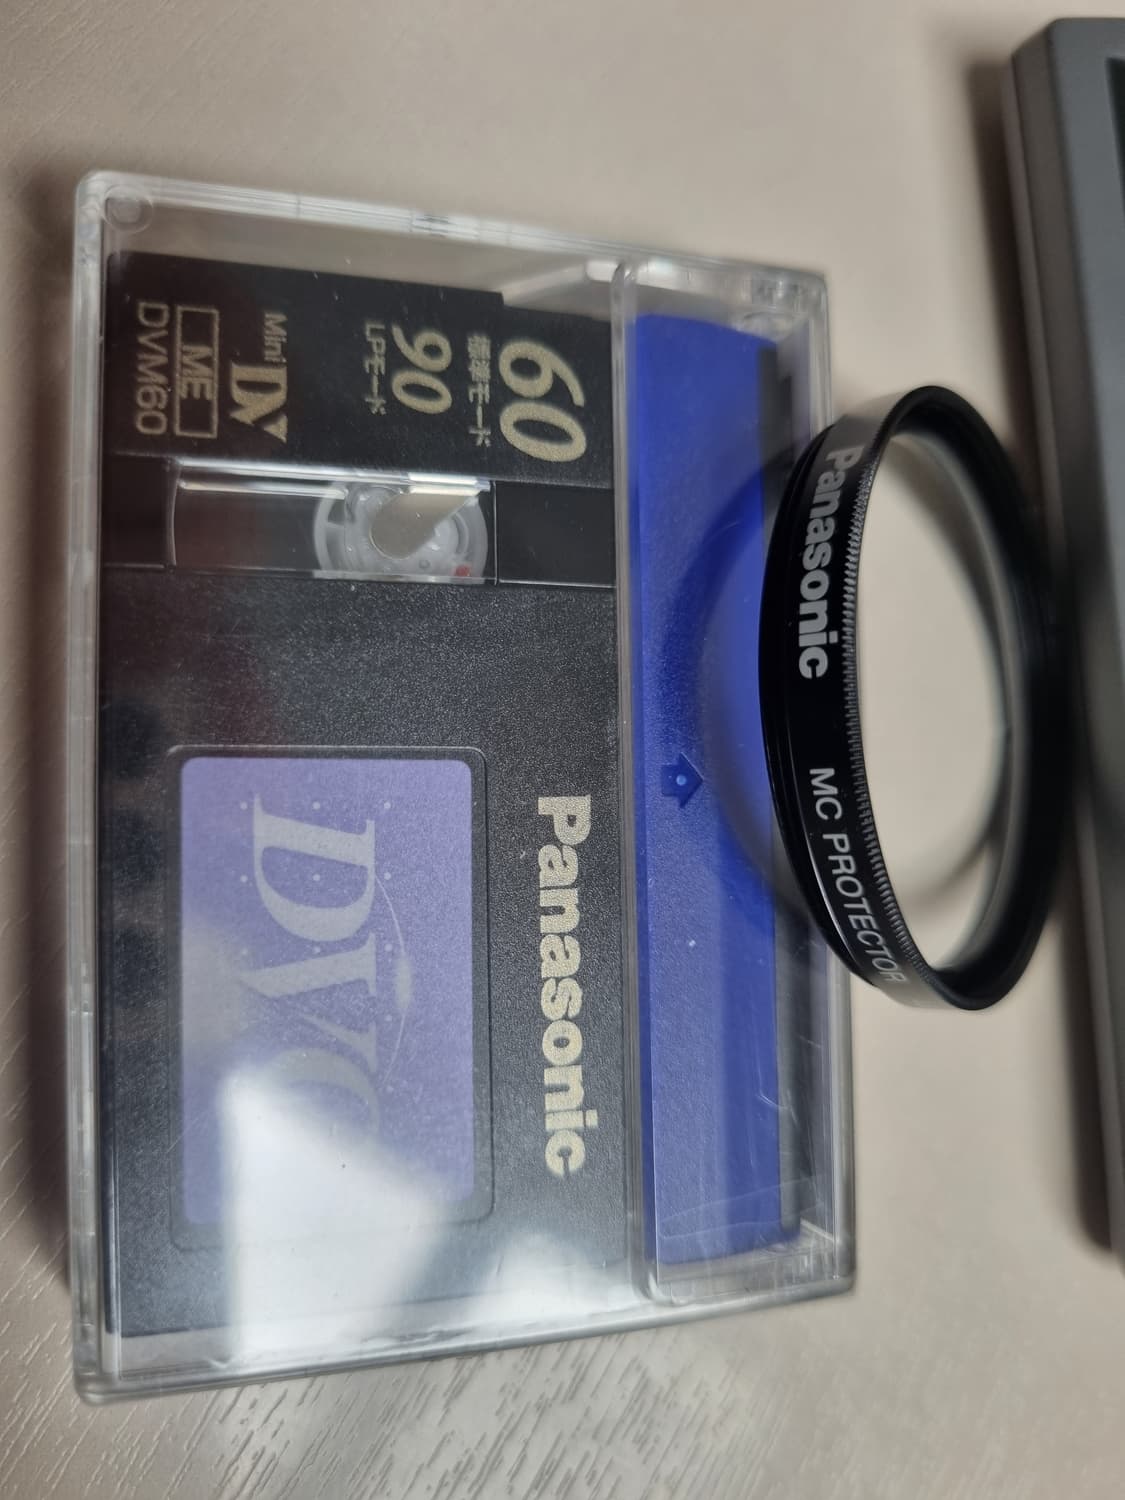 Panasonic
60
標準モード
90
LPモード
Mini DV
ME
DVM60
DVC
Panasonic MC PROTECTOR